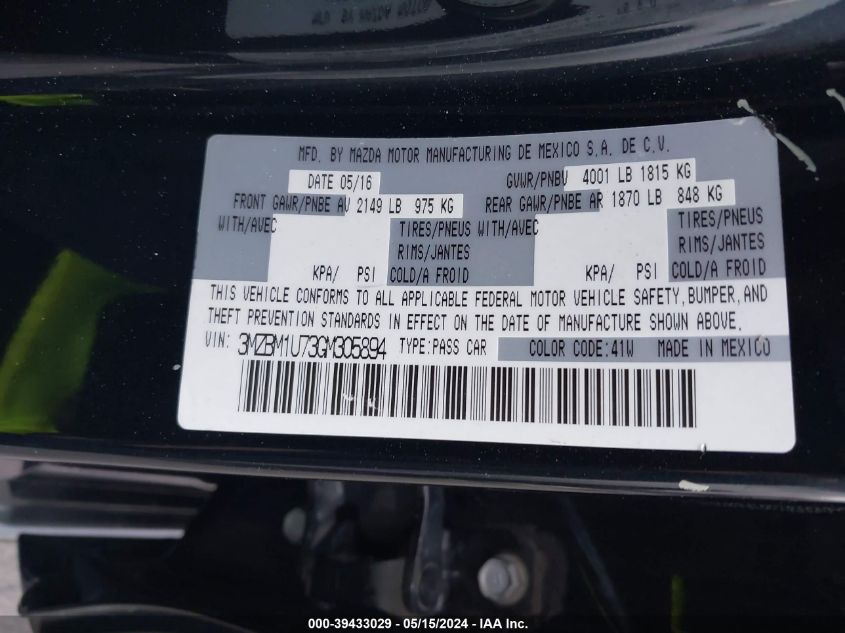 MFD. BY MAZDA MOTOR MANUFACTURING DE MEXICO S.A. DE C.V.
DATE 05/16 GVWR/PNBV 4001 LB 1815 KG
FRONT GAWR/PNBE AV 2149 LB 975 KG REAR GAWR/PNBE AR 1870 LB 848 KG
WITH/AVEC TIRES/PNEUS WITH/AVEC TIRES/PNEUS
RIMS/JANTES RIMS/JANTES
KPA/ PSI COLD/A FROID KPA/ PSI COLD/A FROID
THIS VEHICLE CONFORMS TO ALL APPLICABLE FEDERAL MOTOR VEHICLE SAFETY, BUMPER, AND
THEFT PREVENTION STANDARDS IN EFFECT ON THE DATE OF MANUFACTURE SHOWN ABOVE.
VIN: 3MZBM1U73GM305894 TYPE:PASS CAR COLOR CODE:41W MADE IN MEXICO
000-39433029 - 05/15/2024 - IAA Inc.